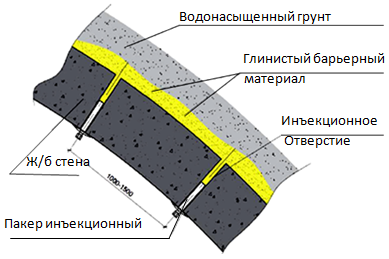 Водонасыщенный грунт
Глинистый барьерный
материал
Инъекционное
Отверстие
Ж/б стена
1000-1500
Пакер инъекционный